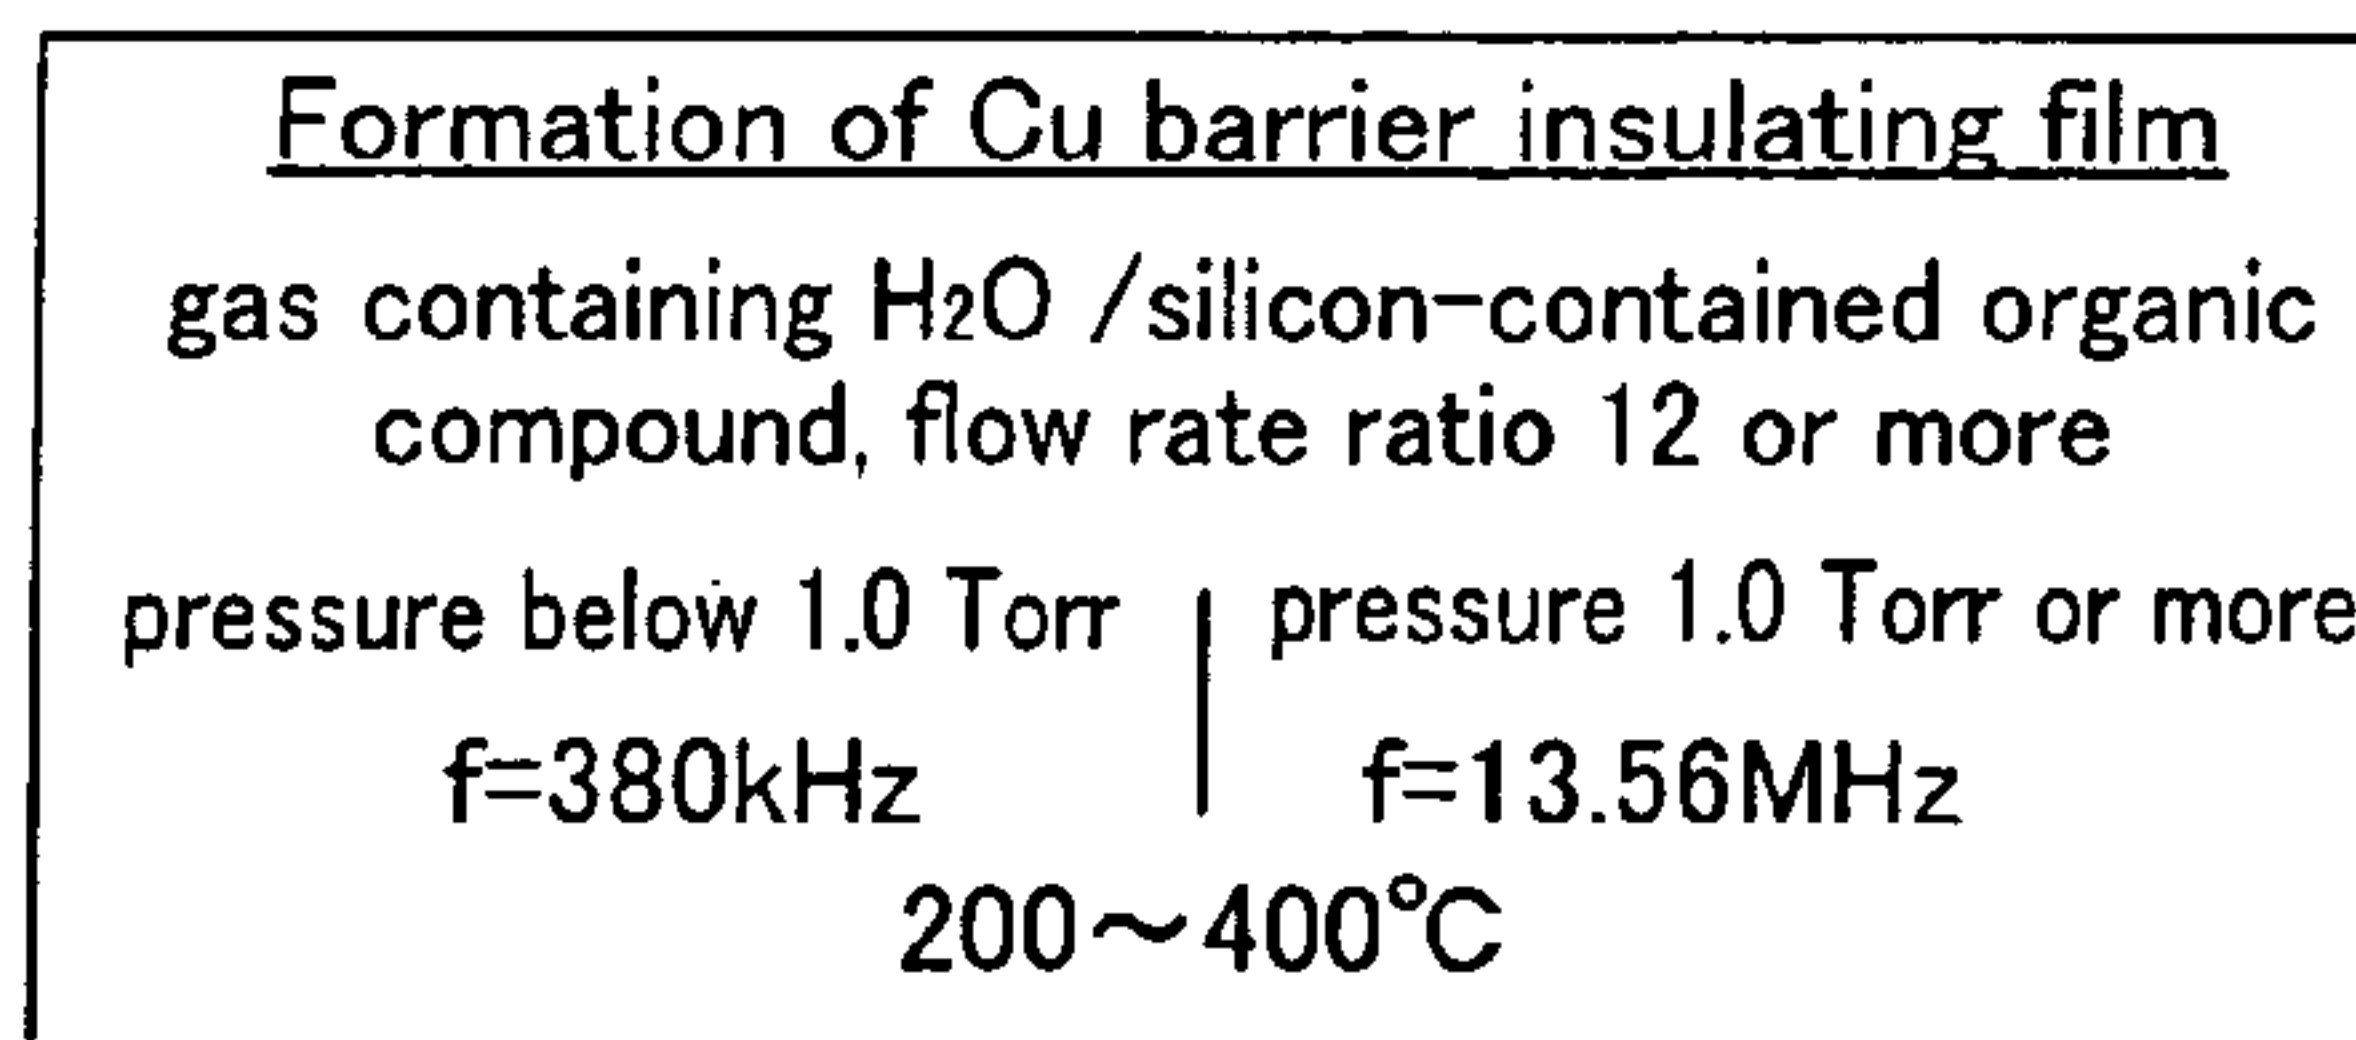 Formation of Cu barrier insulating film
gas containing H₂O /silicon-contained organic
compound, flow rate ratio 12 or more
pressure below 1.0 Torr | pressure 1.0 Torr or more
f=380kHz | f=13.56MHz
200～400℃